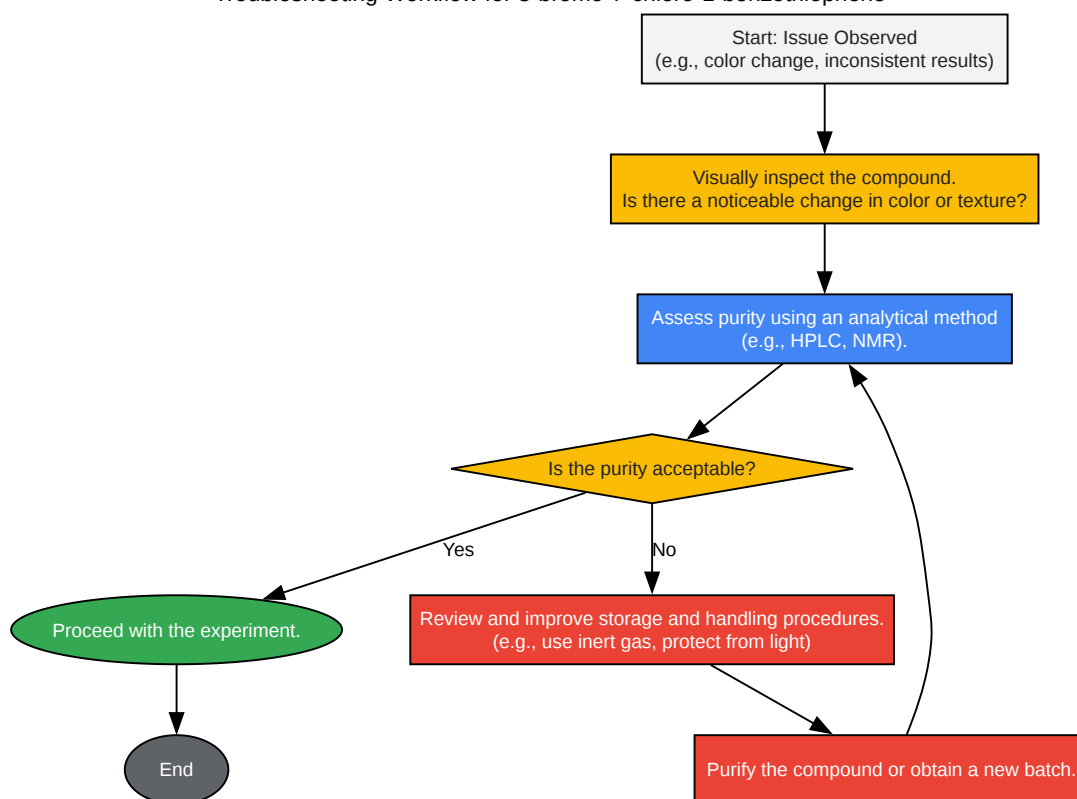 Troubleshooting Workflow for
Start: Issue Observed
(e.g., color change, inconsistent results)
Visually inspect the compound.
Is there a noticeable change in color or texture?
Assess purity using an analytical method
(e.g., HPLC, NMR).
Is the purity acceptable?
Yes
No
Proceed with the experiment.
Review and improve storage and handling procedures.
(e.g., use inert gas, protect from light)
End
Purify the compound or obtain a new batch.